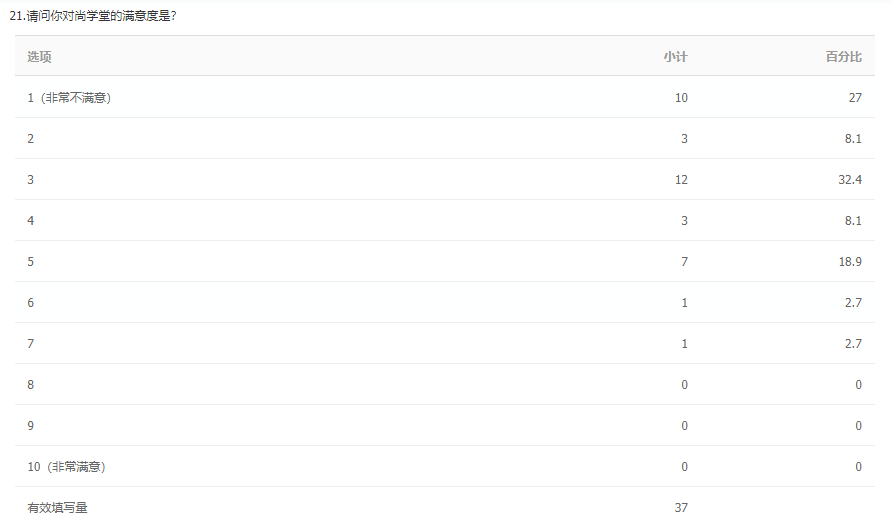 21.请问你对尚学堂的满意度是?
选项 小计 百分比
1（非常不满意） 10 27
2 3 8.1
3 12 32.4
4 3 8.1
5 7 18.9
6 1 2.7
7 1 2.7
8 0 0
9 0 0
10（非常满意） 0 0
有效填写量 37